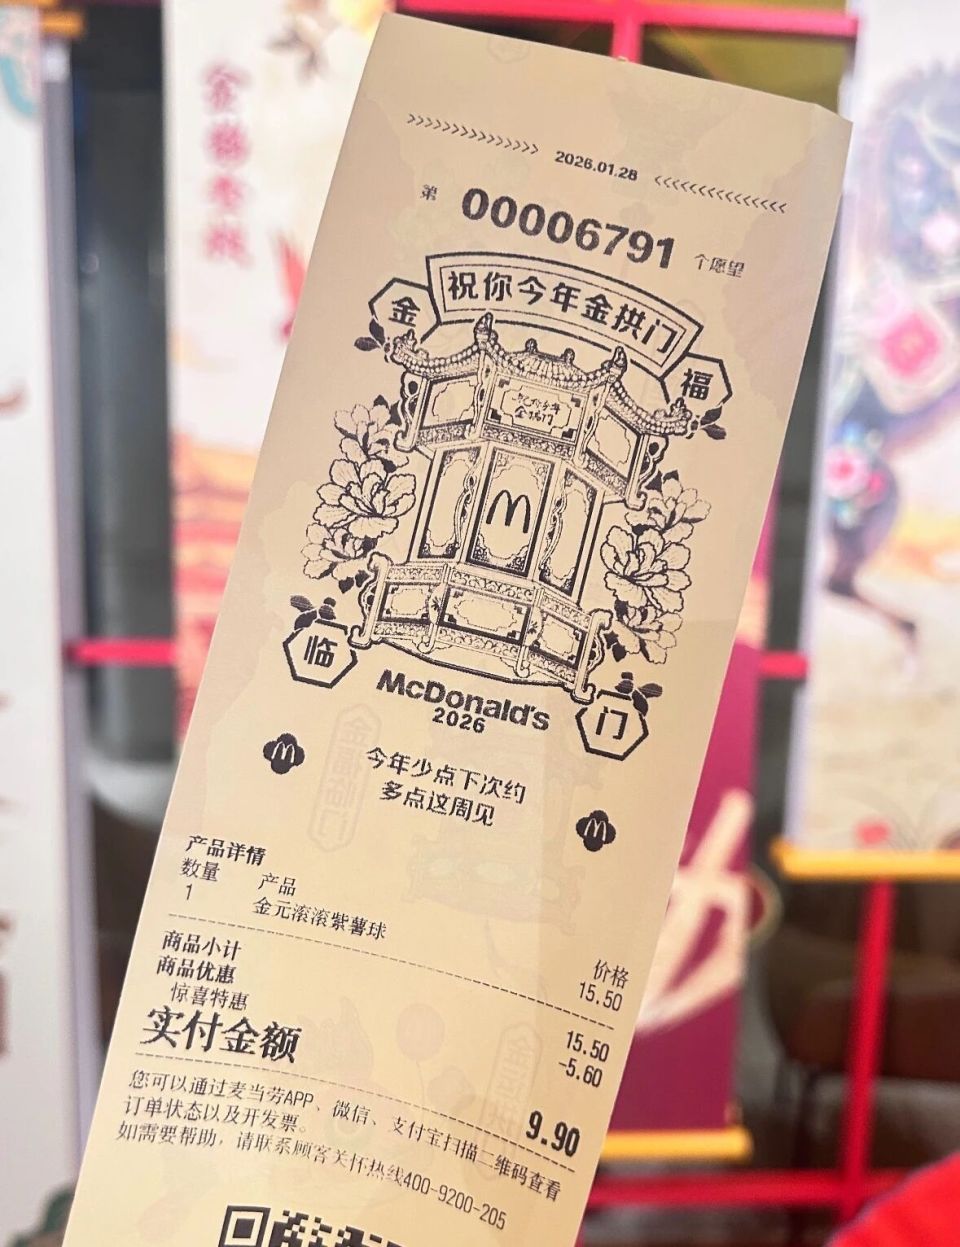 >>>>>>>>>>>>>> 2026.01.28 <<<<<<<<<<<<<<
第 00006791 个愿望
祝你今年金拱门
金
福
临
门
McDonald's
2026
今年少点下次约
多点这周见
产品详情
数量 产品 价格
1 金元滚滚紫薯球 15.50
商品小计 15.50
商品优惠 -5.60
惊喜特惠
实付金额 9.90
您可以通过麦当劳APP、微信、支付宝扫描二维码查看
订单状态以及开发票。
如需要帮助，请联系顾客关怀热线400-9200-205